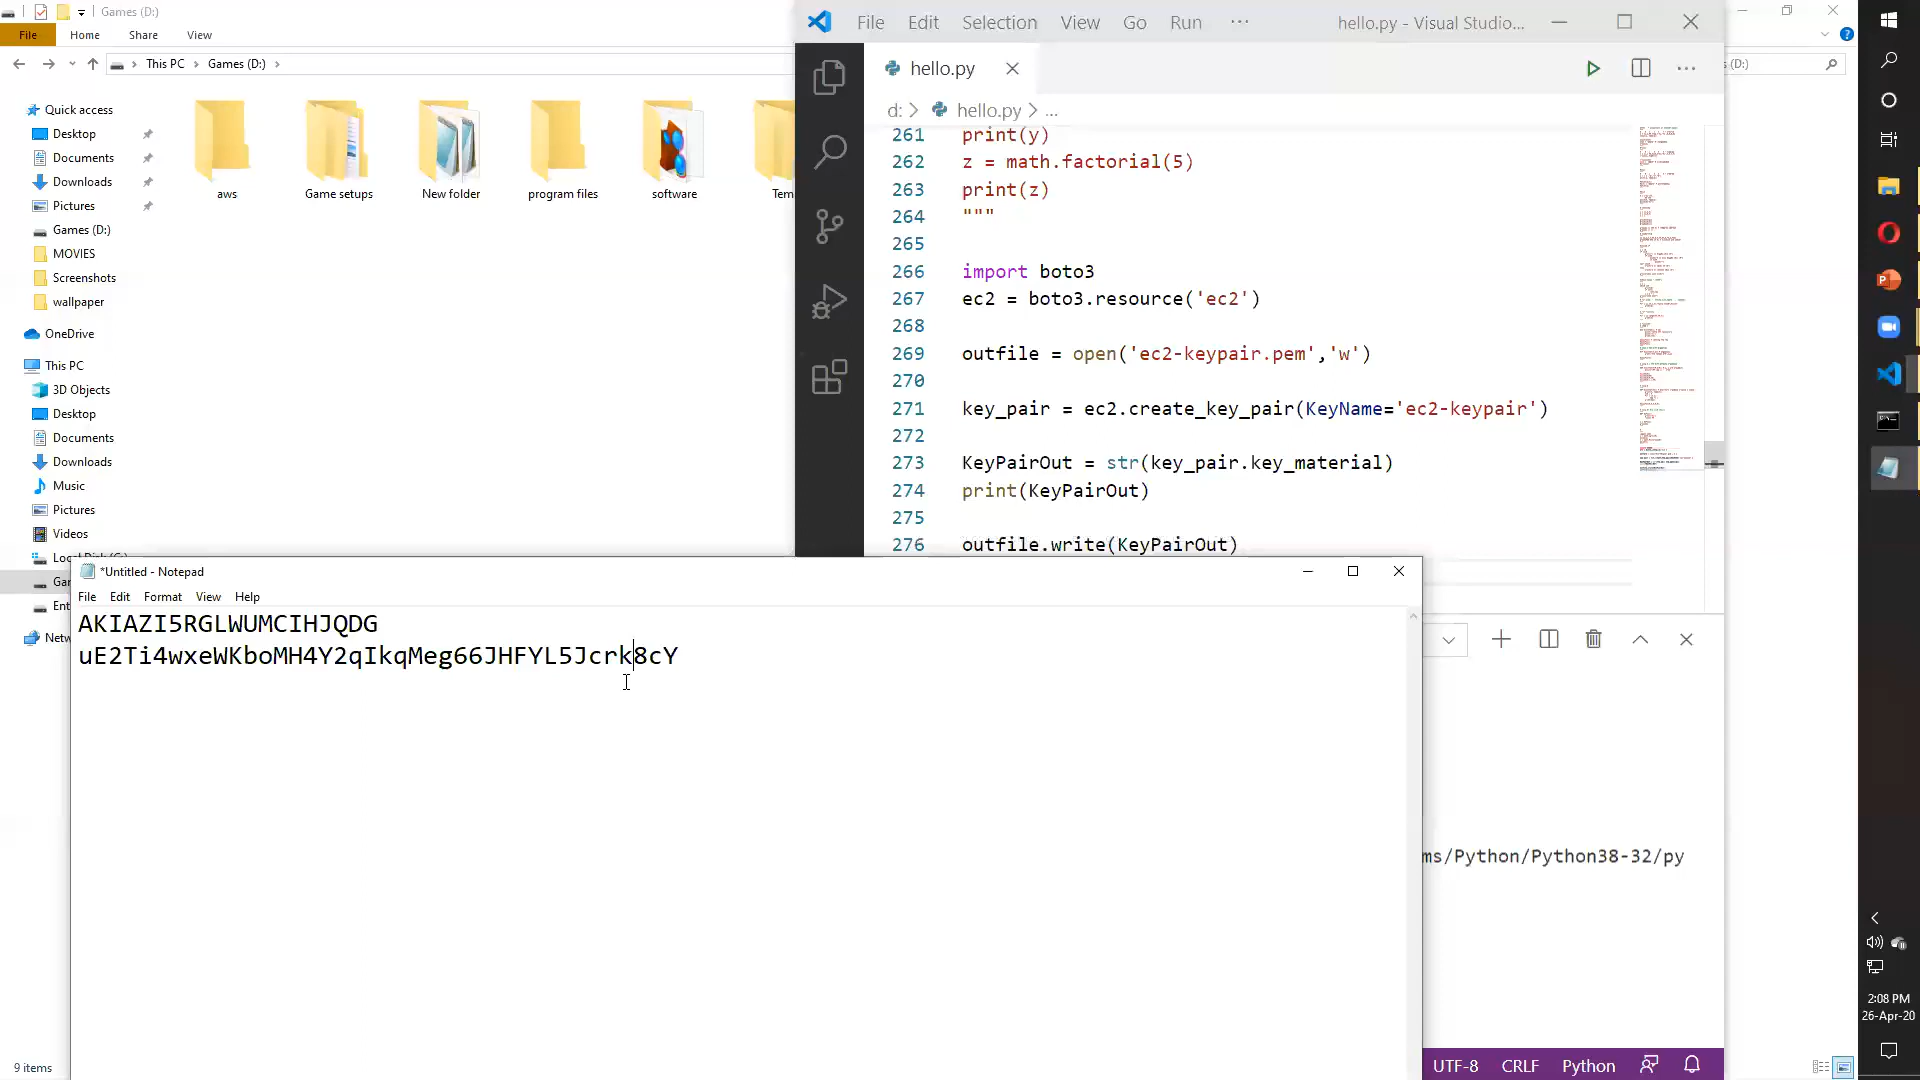 Games (D:)
File Home Share View
This PC Games (D:)
(D:)
Quick access
Desktop
Documents
Downloads
Pictures
Games (D:)
MOVIES
Screenshots
wallpaper
OneDrive
This PC
3D Objects
Desktop
Documents
Downloads
Music
Pictures
Videos
9 items
aws Game setups New folder program files software Tem
File Edit Selection View Go Run ··· hello.py - Visual Studio...
hello.py
d: > hello.py > ...
261 print(y)
262 z = math.factorial(5)
263 print(z)
264 """
265
266 import boto3
267 ec2 = boto3.resource('ec2')
268
269 outfile = open('ec2-keypair.pem','w')
270
271 key_pair = ec2.create_key_pair(KeyName='ec2-keypair')
272
273 KeyPairOut = str(key_pair.key_material)
274 print(KeyPairOut)
275
276 outfile.write(KeyPairOut)
*Untitled - Notepad
File Edit Format View Help
AKIAZI5RGLWUMCIHJQDG
uE2Ti4wxeWKboMH4Y2qIkqMeg66JHFYL5Jcrk8cY
ms/Python/Python38-32/py
UTF-8 CRLF Python
2:08 PM
26-Apr-20